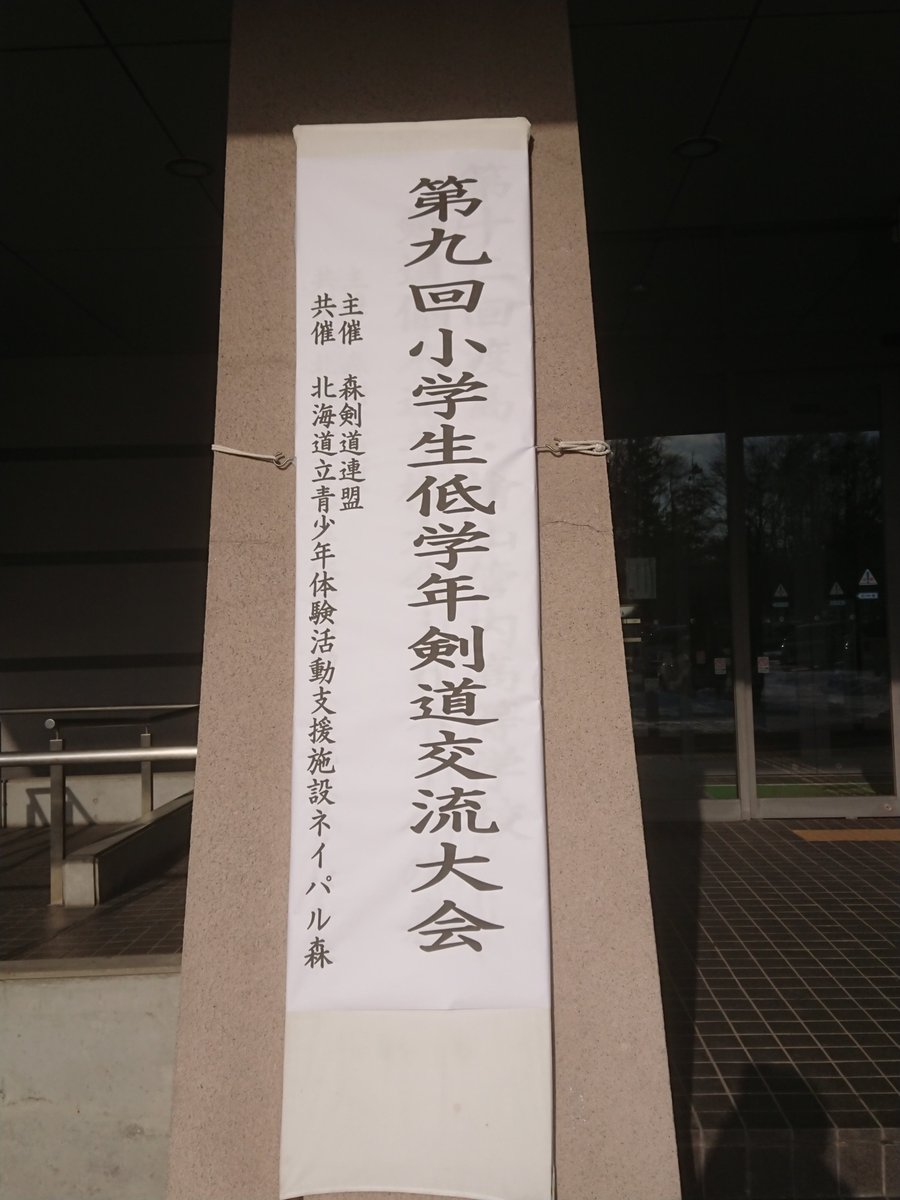 第九回小学生低学年剣道交流大会
主催 森剣道連盟
共催 北海道立青少年体験活動支援施設ネイパル森